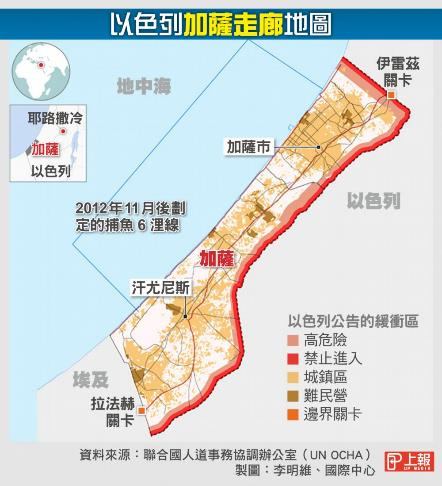 以色列加薩走廊地圖
地中海
伊雷茲
關卡
耶路撒冷
加薩
以色列
加薩市
以色列
2012年11月後劃
定的捕魚6浬線
加薩
汗尤尼斯
埃及
拉法赫
關卡
以色列公告的緩衝區
高危險
禁止進入
城鎮區
難民營
邊界關卡
資料來源：聯合國人道事務協調辦公室（UN OCHA）
製圖：李明維、國際中心
上報
UP MEDIA